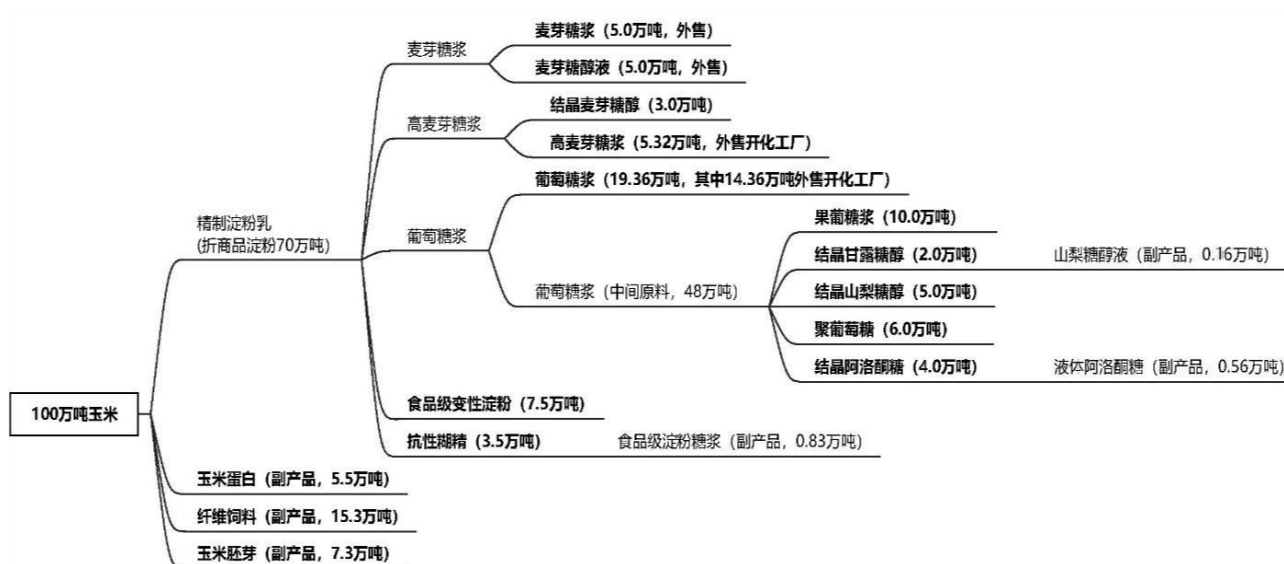 麦芽糖浆（5.0万吨，外售）
麦芽糖浆
麦芽糖醇液（5.0万吨，外售）
结晶麦芽糖醇（3.0万吨）
高麦芽糖浆
高麦芽糖浆（5.32万吨，外售开化工厂）
葡萄糖浆（19.36万吨，其中14.36万吨外售开化工厂）
精制淀粉乳
(折商品淀粉70万吨）
葡萄糖浆
果葡糖浆（10.0万吨）
结晶甘露糖醇（2.0万吨）
山梨糖醇液（副产品，0.16万吨）
葡萄糖浆（中间原料，48万吨）
结晶山梨糖醇（5.0万吨）
聚葡萄糖（6.0万吨）
结晶阿洛酮糖（4.0万吨）
液体阿洛酮糖（副产品，0.56万吨）
100万吨玉米
食品级变性淀粉（7.5万吨）
抗性糊精（3.5万吨）
食品级淀粉糖浆（副产品，0.83万吨）
玉米蛋白（副产品，5.5万吨）
纤维饲料（副产品，15.3万吨）
玉米胚芽（副产品，7.3万吨）